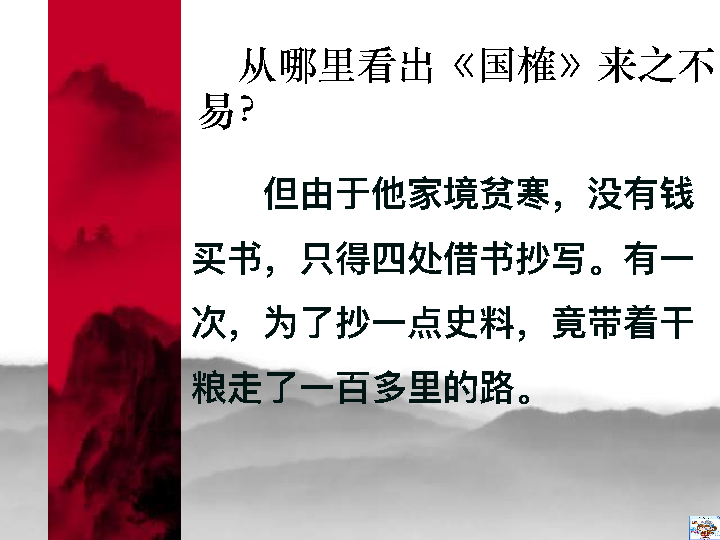 从哪里看出《国榷》来之不
易?
但由于他家境贫寒，没有钱
买书，只得四处借书抄写。有一
次，为了抄一点史料，竟带着干
粮走了一百多里的路。